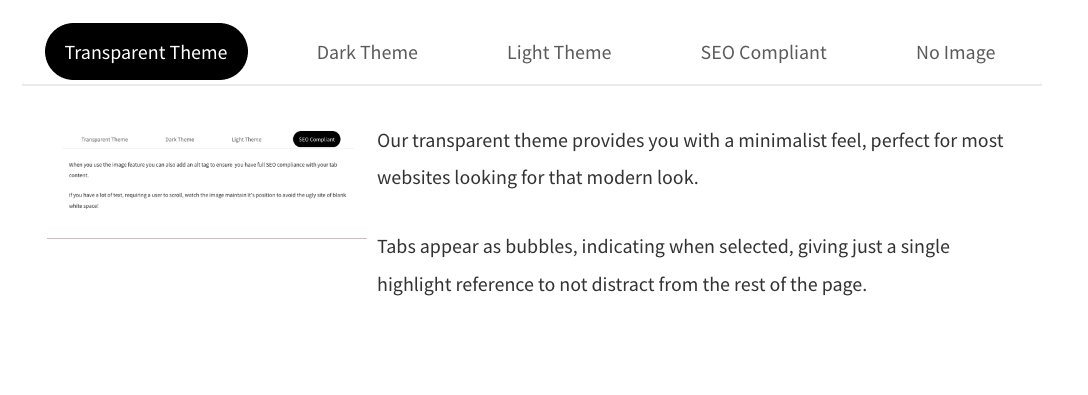 Transparent Theme Dark Theme Light Theme SEO Compliant No Image
Transparent Theme Dark Theme Light Theme SEO Compliant
When you use the image feature you can also add an alt tag to ensure you have full SEO compliance with your tab
content.
If you have a lot of text, requiring a user to scroll, watch the image maintain it's position to avoid the ugly site of blank
white space!
Our transparent theme provides you with a minimalist feel, perfect for most
websites looking for that modern look.
Tabs appear as bubbles, indicating when selected, giving just a single
highlight reference to not distract from the rest of the page.